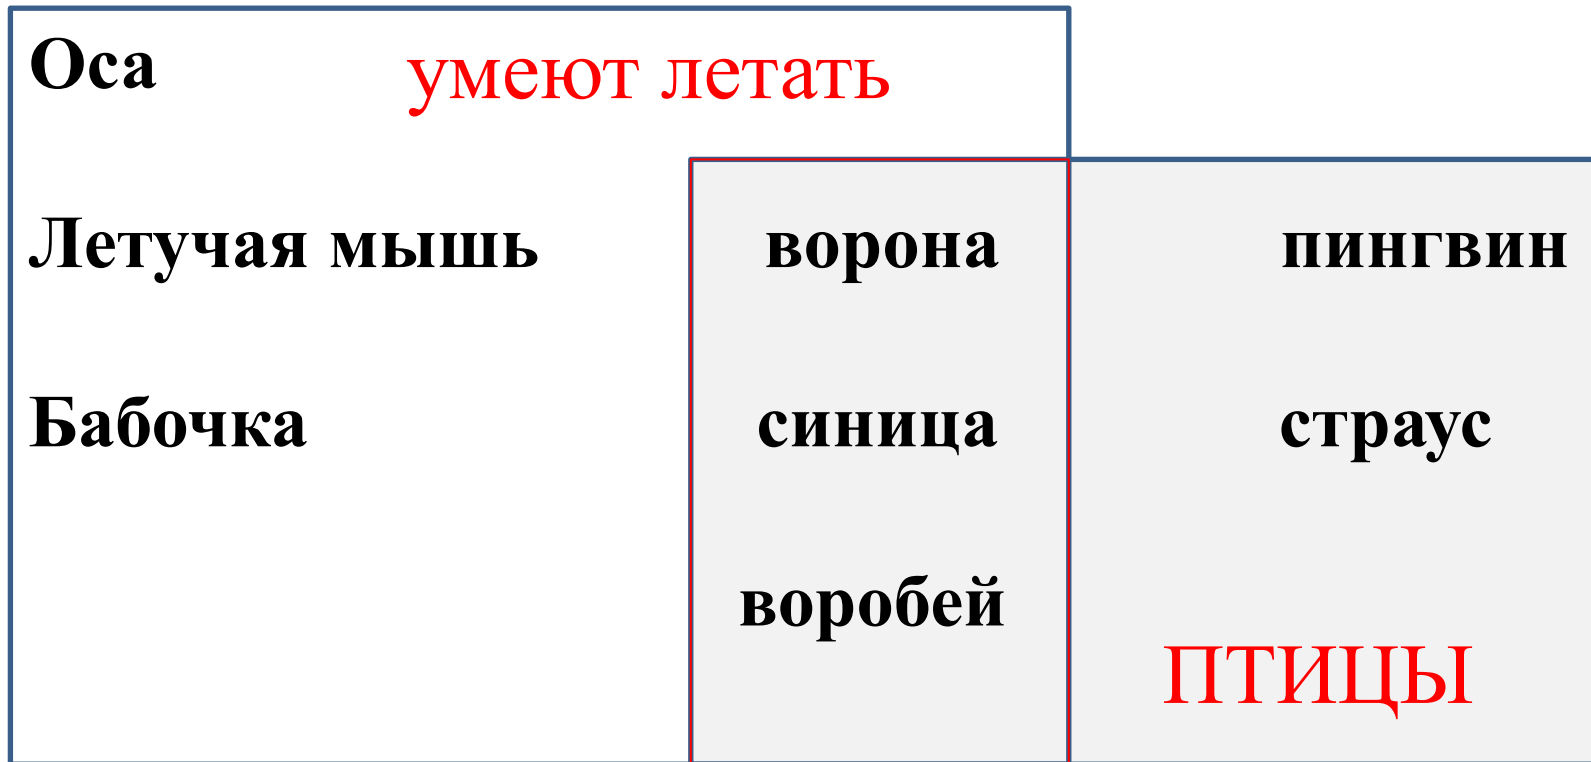 Оса умеют летать
Летучая мышь ворона пингвин
Бабочка синица страус
воробей
ПТИЦЫ